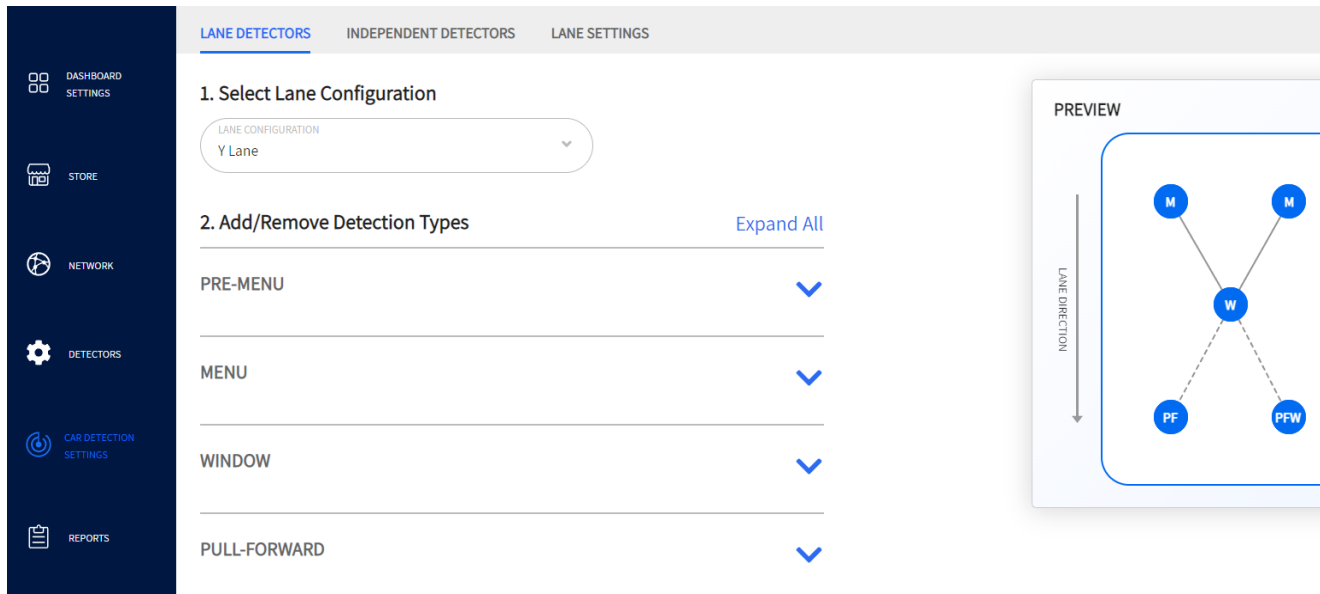 DASHBOARD
SETTINGS
STORE
NETWORK
DETECTORS
CAR DETECTION
SETTINGS
REPORTS
LANE DETECTORS
INDEPENDENT DETECTORS
LANE SETTINGS
1. Select Lane Configuration
LANE CONFIGURATION
Y Lane
2. Add/Remove Detection Types
Expand All
PRE-MENU
MENU
WINDOW
PULL-FORWARD
PREVIEW
LANE DIRECTION
M
M
W
PF
PFW